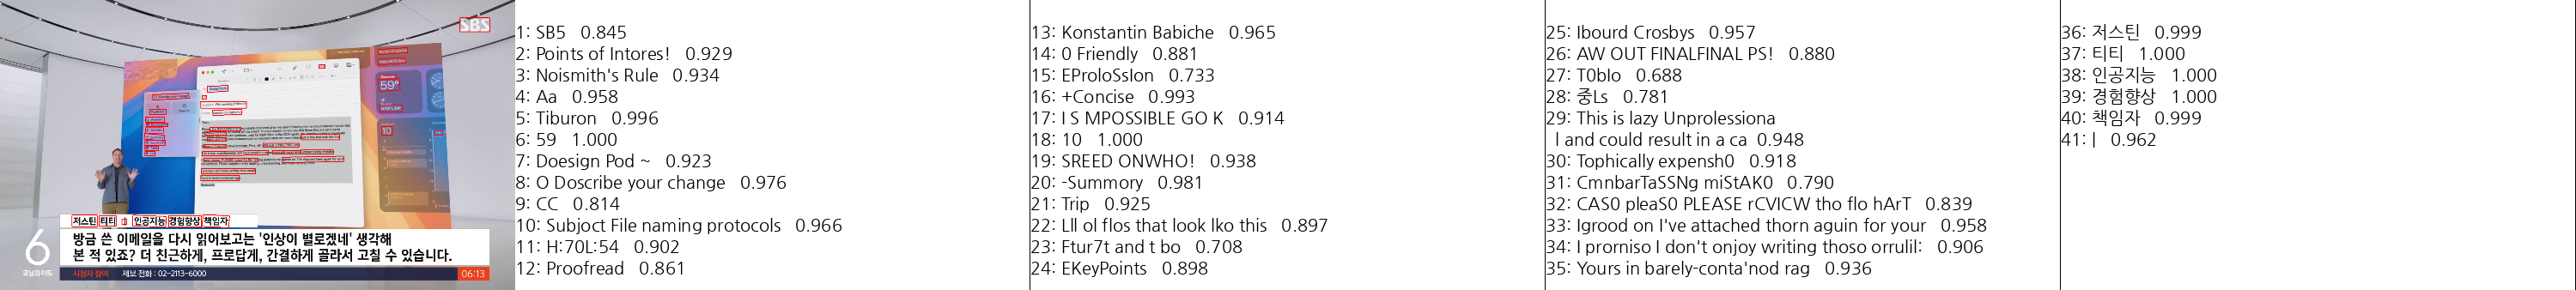 SBS
59°
10
저스틴 티티 ㅣ 인공지능 경험향상 책임자
방금 쓴 이메일을 다시 읽어보고는 '인상이 별로겠네' 생각해
본 적 있죠? 더 친근하게, 프로답게, 간결하게 골라서 고칠 수 있습니다.
6
모닝와이드
시청자 참여 제보 전화 : 02-2113-6000
06:13
1: SB5 0.845
2: Points of Intores! 0.929
3: Noismith's Rule 0.934
4: Aa 0.958
5: Tiburon 0.996
6: 59 1.000
7: Doesign Pod ~ 0.923
8: O Doscribe your change 0.976
9: CC 0.814
10: Subjoct File naming protocols 0.966
11: H:70L:54 0.902
12: Proofread 0.861
13: Konstantin Babiche 0.965
14: 0 Friendly 0.881
15: EProloSsIon 0.733
16: +Concise 0.993
17: I S MPOSSIBLE GO K 0.914
18: 10 1.000
19: SREED ONWHO! 0.938
20: -Summory 0.981
21: Trip 0.925
22: Lll ol flos that look lko this 0.897
23: Ftur7t and t bo 0.708
24: EKeyPoints 0.898
25: Ibourd Crosbys 0.957
26: AW OUT FINALFINAL PS! 0.880
27: T0blo 0.688
28: 중Ls 0.781
29: This is lazy Unprolessiona
l and could result in a ca 0.948
30: Tophically expensh0 0.918
31: CmnbarTaSSNg miStAK0 0.790
32: CAS0 pleaS0 PLEASE rCVICW tho flo hArT 0.839
33: Igrood on I've attached thorn aguin for your 0.958
34: I prorniso I don't onjoy writing thoso orrulil: 0.906
35: Yours in barely-conta'nod rag 0.936
36: 저스틴 0.999
37: 티티 1.000
38: 인공지능 1.000
39: 경험향상 1.000
40: 책임자 0.999
41: | 0.962